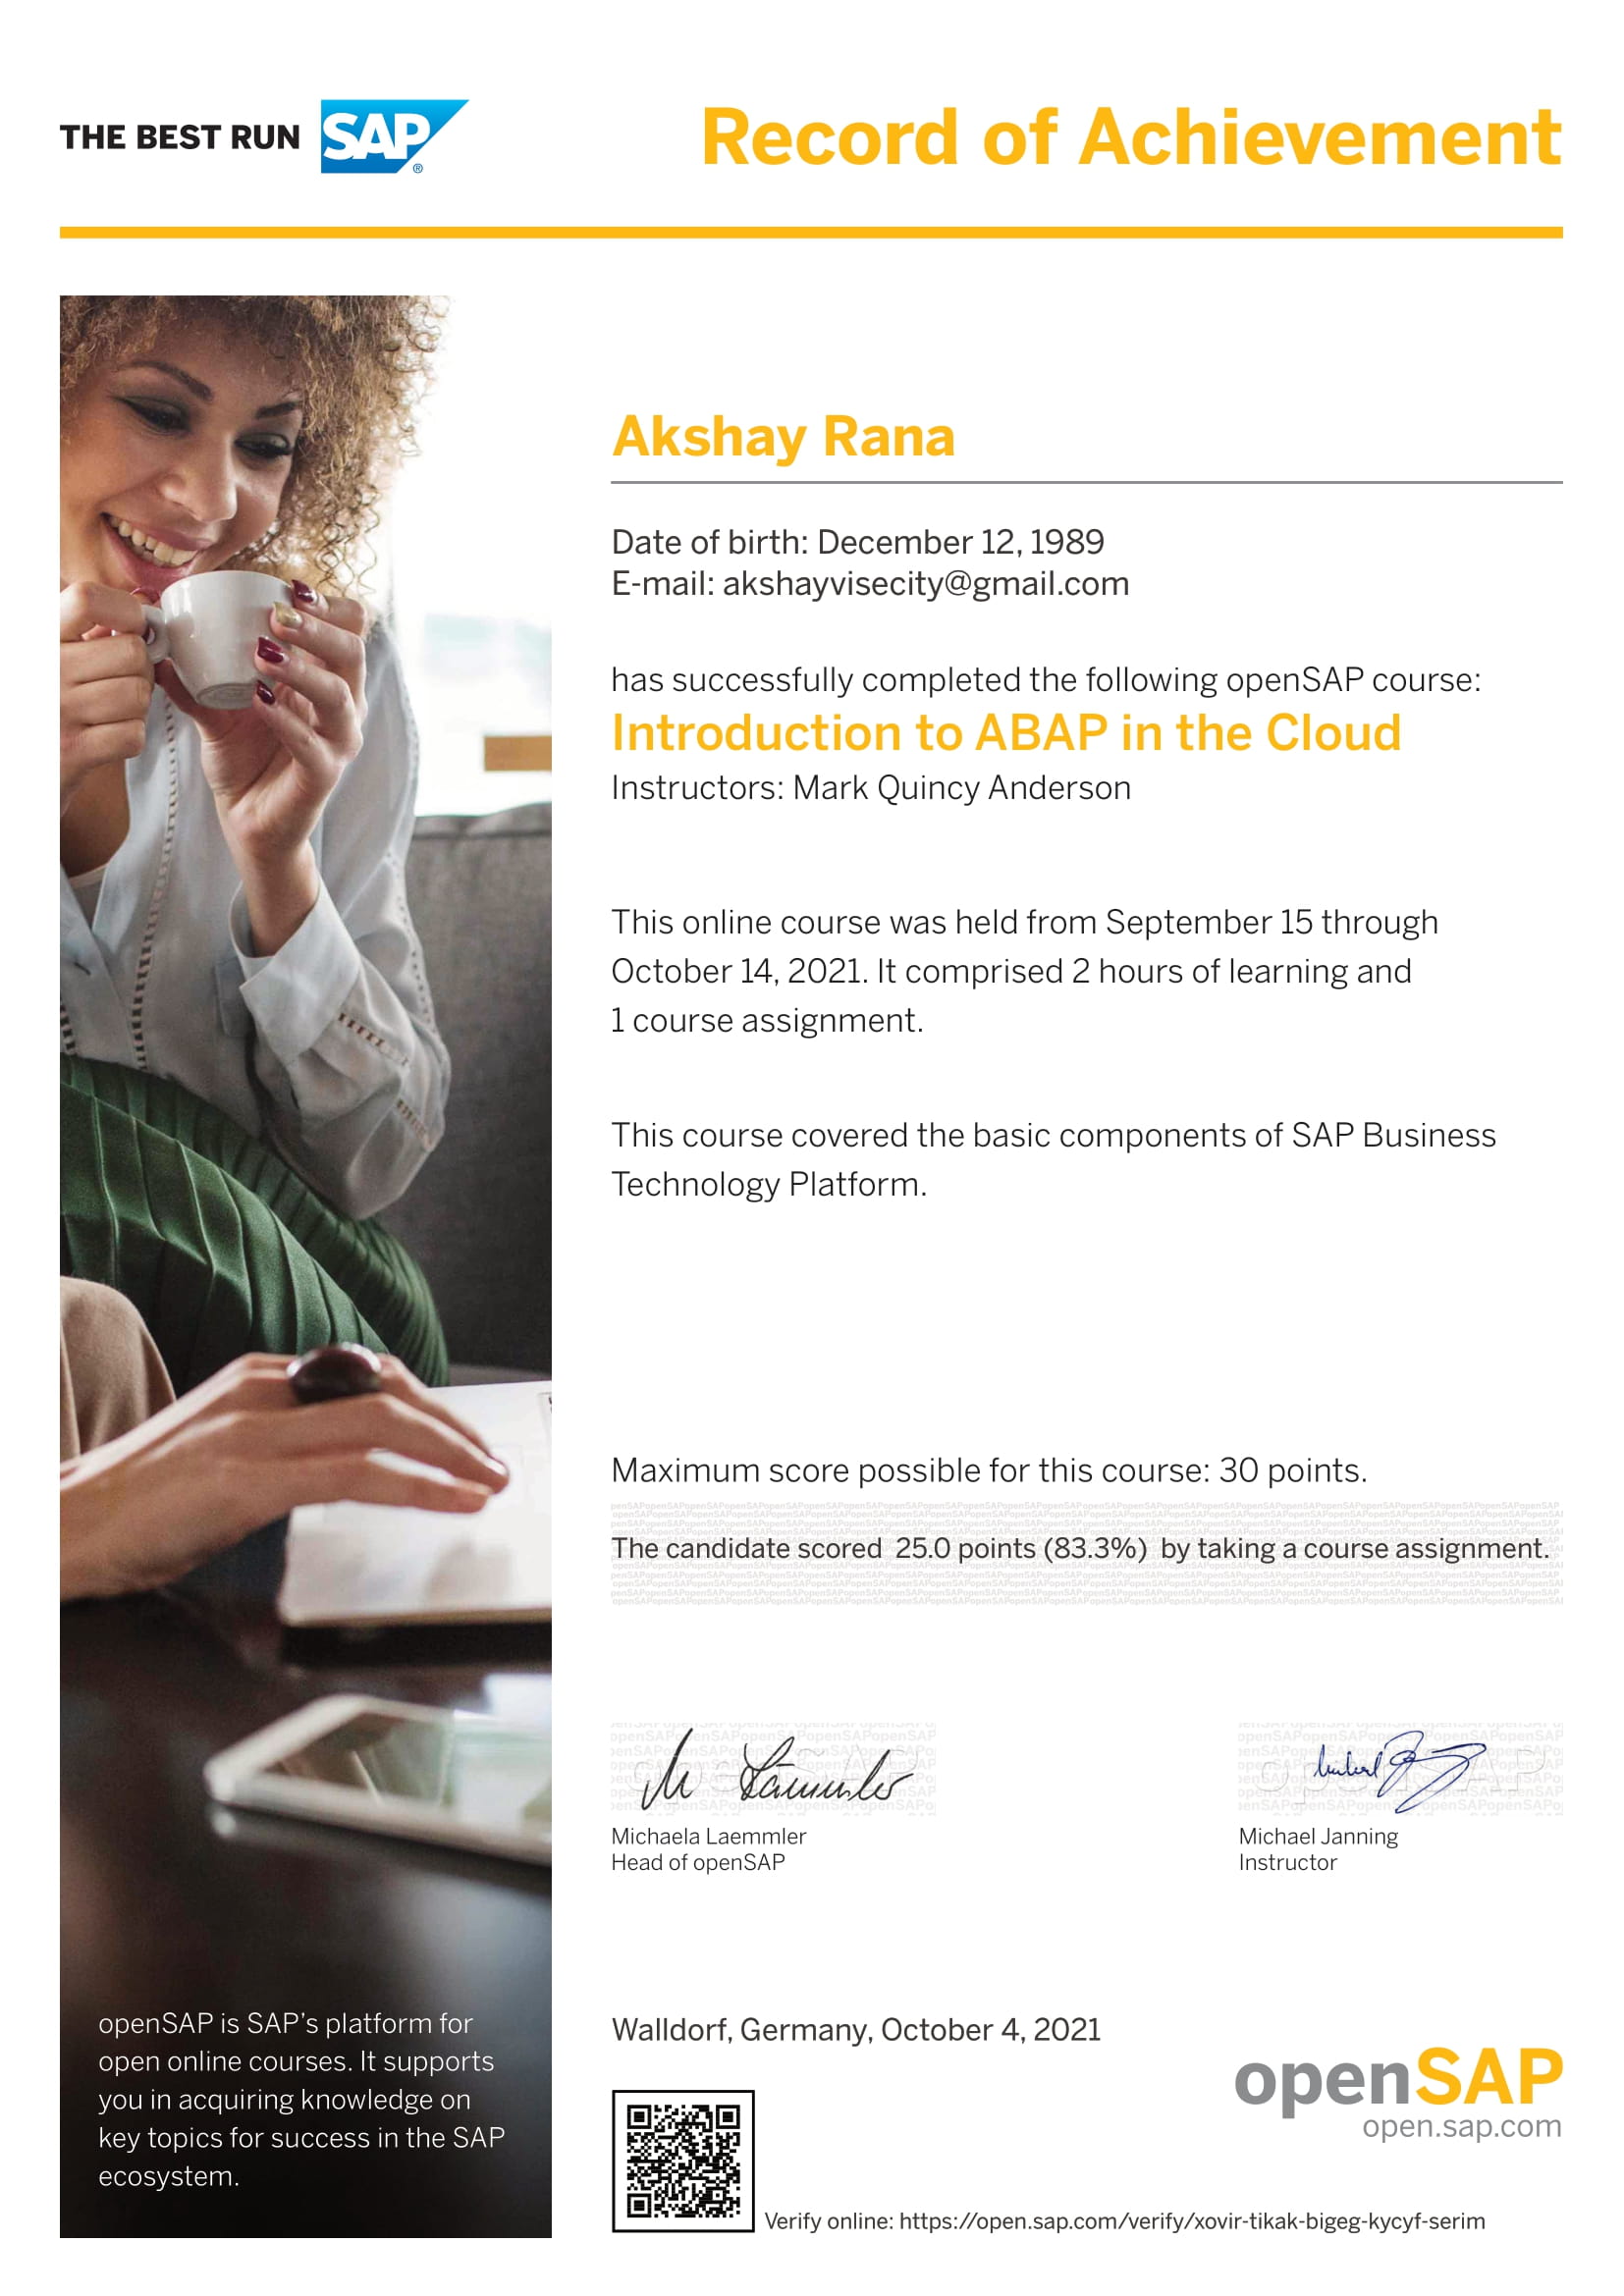 THE BEST RUN SAP®
Record of Achievement
Akshay Rana
Date of birth: December 12, 1989
E-mail: akshayvisecity@gmail.com
has successfully completed the following openSAP course:
Introduction to ABAP in the Cloud
Instructors: Mark Quincy Anderson
This online course was held from September 15 through
October 14, 2021. It comprised 2 hours of learning and
1 course assignment.
This course covered the basic components of SAP Business
Technology Platform.
Maximum score possible for this course: 30 points.
The candidate scored 25.0 points (83.3%) by taking a course assignment.
Michaela Laemmler
Head of openSAP
Michael Janning
Instructor
openSAP is SAP's platform for
open online courses. It supports
you in acquiring knowledge on
key topics for success in the SAP
ecosystem.
Walldorf, Germany, October 4, 2021
openSAP
open.sap.com
Verify online: https://open.sap.com/verify/xovir-tikak-bigeg-kycyf-serim